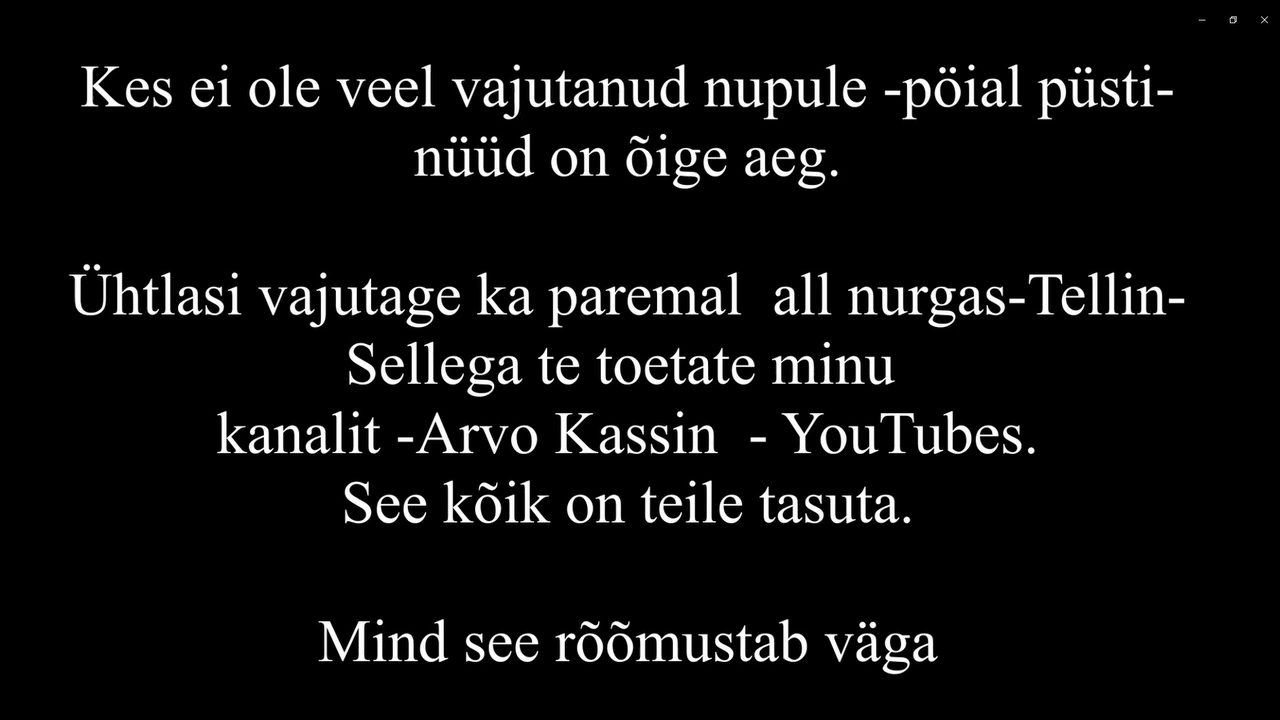 Kes ei ole veel vajutanud nupule -pöial püsti-
nüüd on õige aeg.
Ühtlasi vajutage ka paremal  all nurgas-Tellin-
Sellega te toetate minu
kanalit -Arvo Kassin  - YouTubes.
See kõik on teile tasuta.
Mind see rõõmustab väga